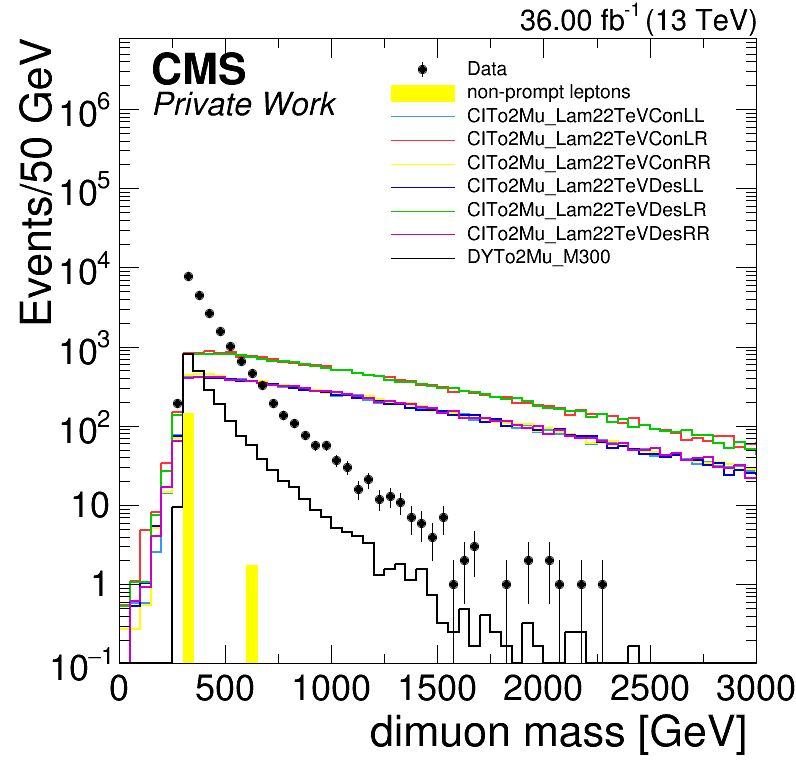 36.00 fb-1 (13 TeV)
CMS
Private Work
Data
non-prompt leptons
CITo2Mu_Lam22TeVConLL
CITo2Mu_Lam22TeVConLR
CITo2Mu_Lam22TeVConRR
CITo2Mu_Lam22TeVDesLL
CITo2Mu_Lam22TeVDesLR
CITo2Mu_Lam22TeVDesRR
DYTo2Mu_M300
Events/50 GeV
10^6
10^5
10^4
10^3
10^2
10
1
10^−1
0 500 1000 1500 2000 2500 3000
dimuon mass [GeV]